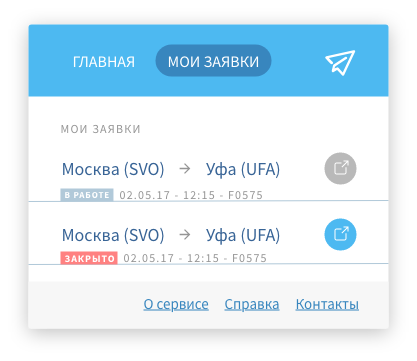 ГЛАВНАЯ МОИ ЗАЯВКИ
МОИ ЗАЯВКИ
Москва (SVO) → Уфа (UFA)
В РАБОТЕ 02.05.17 - 12:15 - F0575
Москва (SVO) → Уфа (UFA)
ЗАКРЫТО 02.05.17 - 12:15 - F0575
О сервисе Справка Контакты